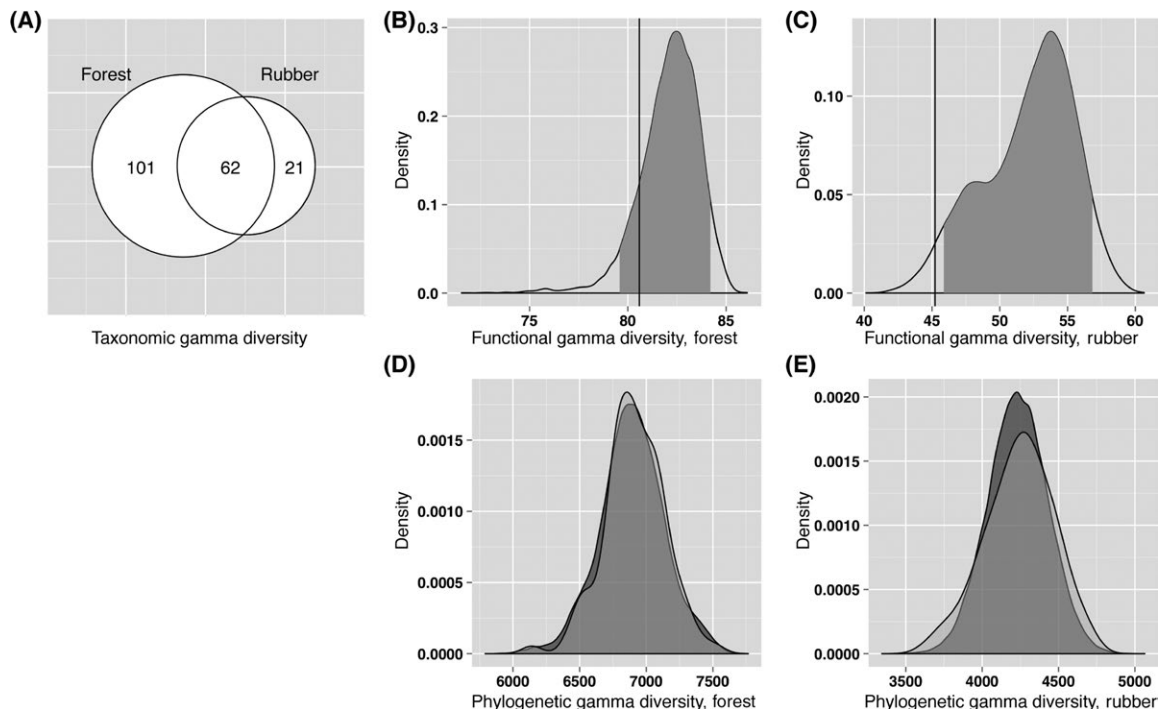 (A)
Forest
Rubber
101
62
21
Taxonomic gamma diversity
(B)
Density
0.3
0.2
0.1
0.0
75
80
85
Functional gamma diversity, forest
(C)
Density
0.10
0.05
0.00
40
45
50
55
60
Functional gamma diversity, rubber
(D)
Density
0.0015
0.0010
0.0005
0.0000
6000
6500
7000
7500
Phylogenetic gamma diversity, forest
(E)
Density
0.0020
0.0015
0.0010
0.0005
0.0000
3500
4000
4500
5000
Phylogenetic gamma diversity, rubber